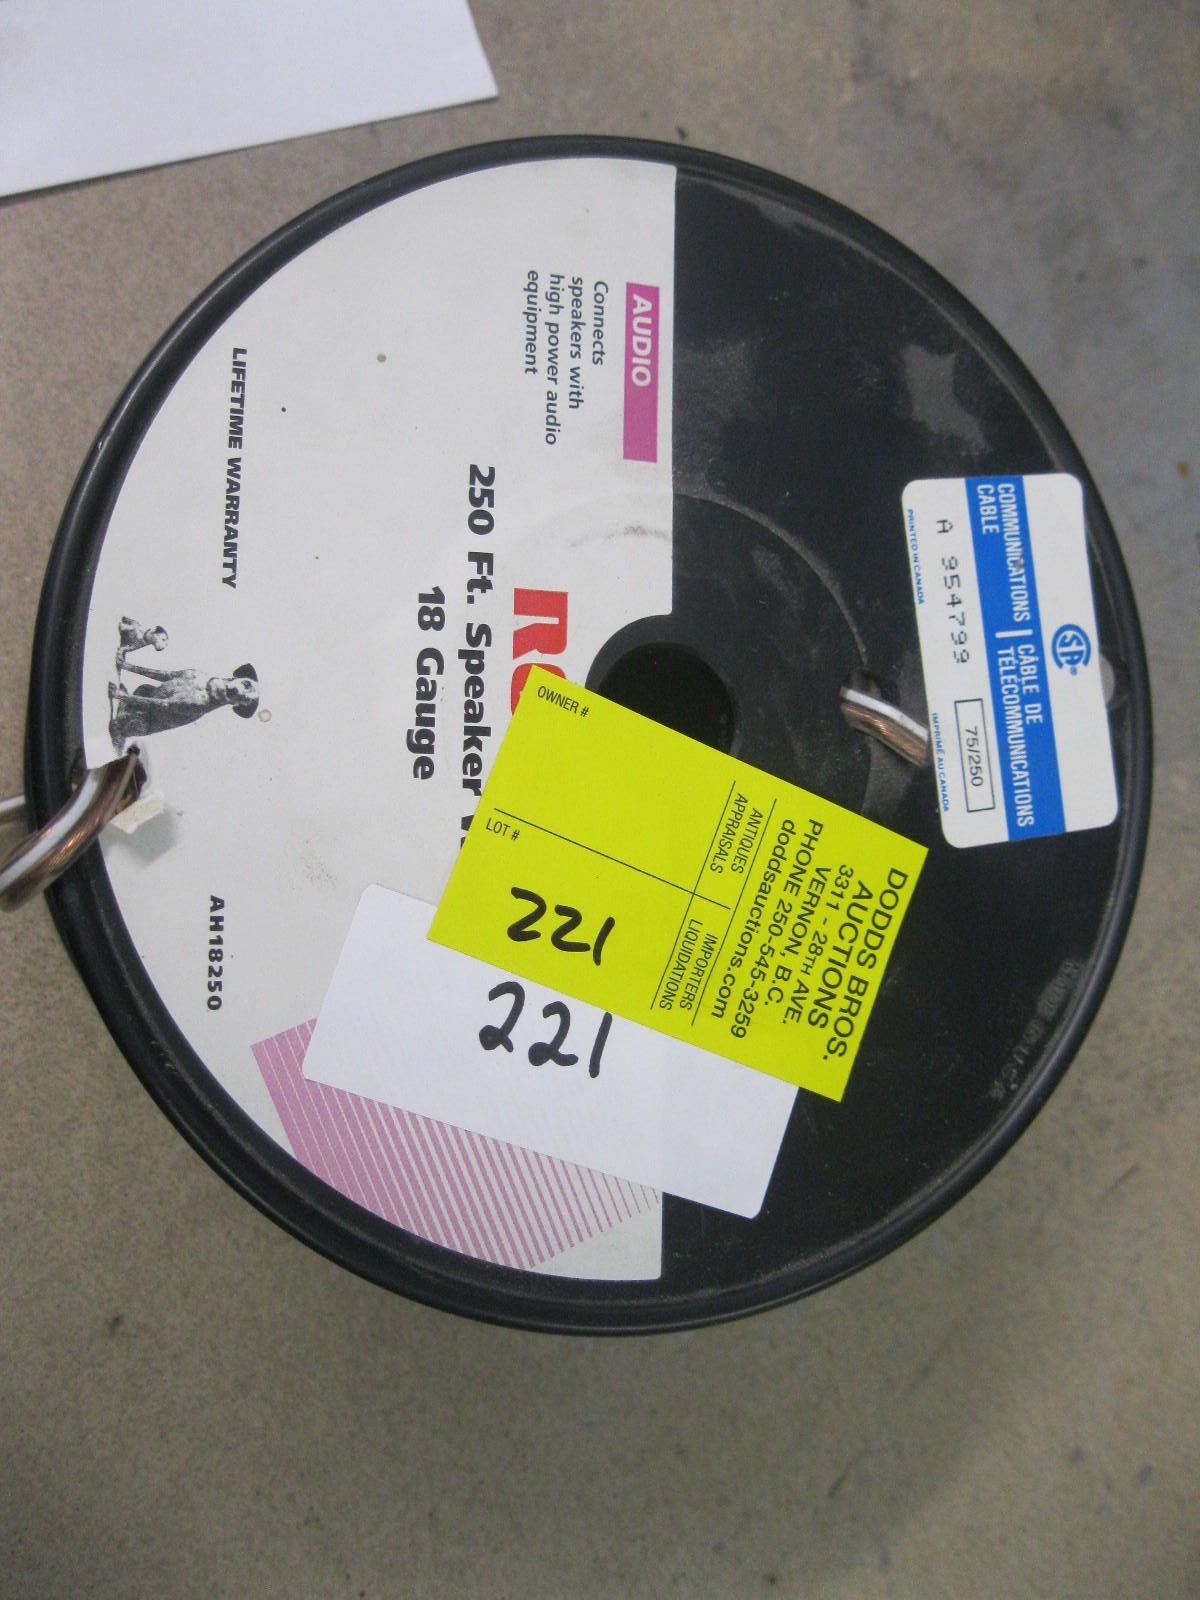 AUDIO
Connects
speakers with
high power audio
equipment
250 Ft. Speaker
18 Gauge
LIFETIME WARRANTY
AH18250
COMMUNICATIONS
CABLE
CÂBLE DE
TÉLÉCOMMUNICATIONS
A 954799
75/250
PRINTED IN CANADA
IMPRIMÉ AU CANADA
DODDS BROS.
AUCTIONS
3311 - 28TH AVE.
VERNON, B.C.
PHONE 250-545-3259
doddsauctions.com
ANTIQUES
APPRAISALS
IMPORTERS
LIQUIDATIONS
OWNER #
LOT #
221
221